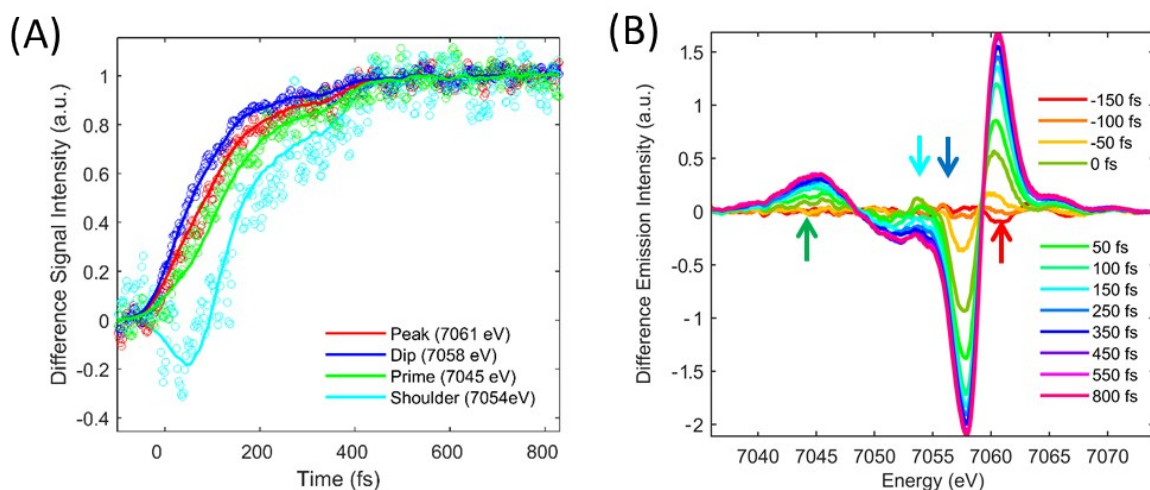 (A)
Difference Signal Intensity (a.u.)
1
0.8
0.6
0.4
0.2
0
-0.2
-0.4
Peak (7061 eV)
Dip (7058 eV)
Prime (7045 eV)
Shoulder (7054eV)
0
200
400
600
800
Time (fs)
(B)
Difference Emission Intensity (a.u.)
1.5
1
0.5
0
-0.5
-1
-1.5
-2
-150 fs
-100 fs
-50 fs
0 fs
50 fs
100 fs
150 fs
250 fs
350 fs
450 fs
550 fs
800 fs
7040
7045
7050
7055
7060
7065
7070
Energy (eV)